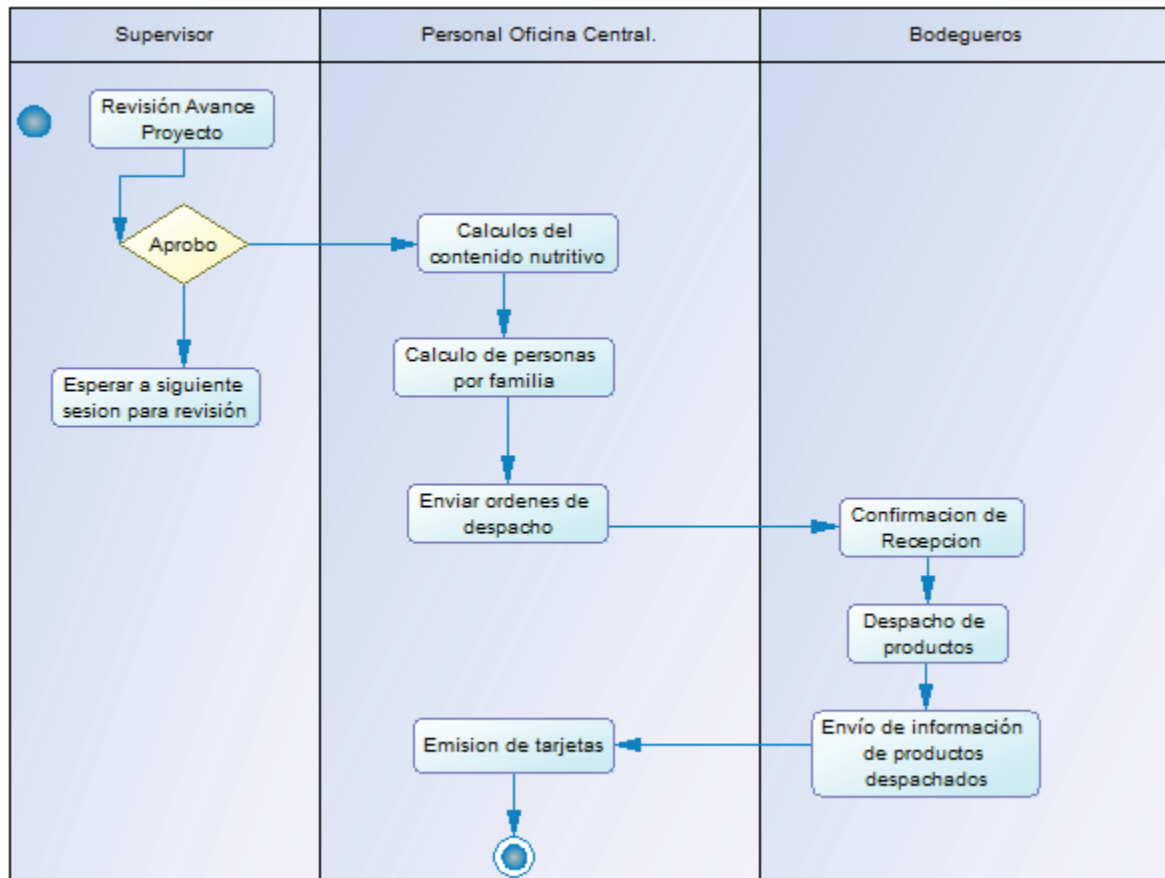 Supervisor
Personal Oficina Central.
Bodegueros
Revisión Avance
Proyecto
Aprobo
Calculos del
contenido nutritivo
Calculo de personas
por familia
Esperar a siguiente
sesion para revisión
Enviar ordenes de
despacho
Confirmacion de
Recepcion
Despacho de
productos
Envío de información
de productos
despachados
Emision de tarjetas